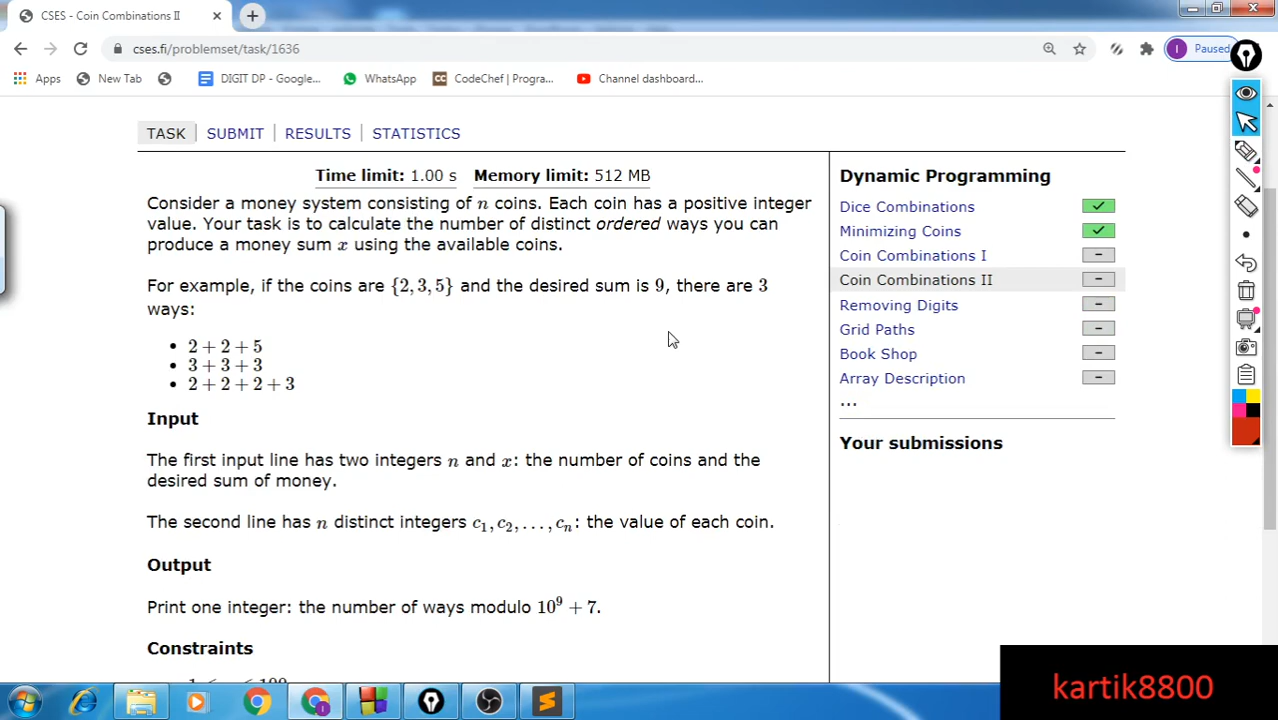 CSES - Coin Combinations II
cses.fi/problemset/task/1636
I Paused
Apps New Tab DIGIT DP - Google... WhatsApp CC CodeChef | Progra... Channel dashboard...
TASK | SUBMIT | RESULTS | STATISTICS
Time limit: 1.00 s Memory limit: 512 MB
Consider a money system consisting of n coins. Each coin has a positive integer
value. Your task is to calculate the number of distinct ordered ways you can
produce a money sum x using the available coins.
For example, if the coins are {2, 3, 5} and the desired sum is 9, there are 3
ways:
• 2 + 2 + 5
• 3 + 3 + 3
• 2 + 2 + 2 + 3
Input
The first input line has two integers n and x: the number of coins and the
desired sum of money.
The second line has n distinct integers c₁, c₂, …, cₙ: the value of each coin.
Output
Print one integer: the number of ways modulo 10⁹ + 7.
Constraints
Dynamic Programming
Dice Combinations
Minimizing Coins
Coin Combinations I
Coin Combinations II
Removing Digits
Grid Paths
Book Shop
Array Description
...
Your submissions
kartik8800